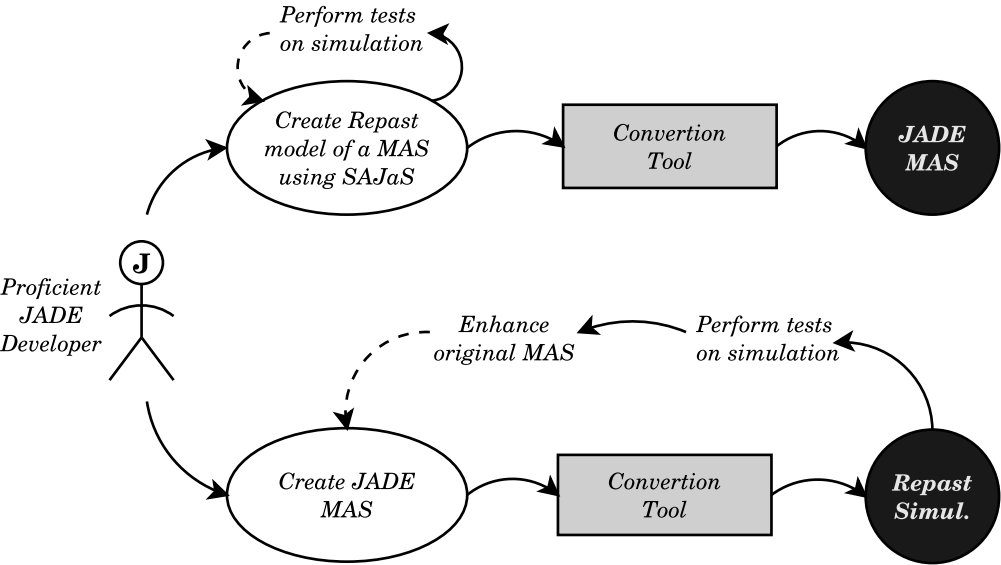 Perform tests
on simulation
Create Repast
model of a MAS
using SAJaS
Convertion
Tool
JADE
MAS
J
Proficient
JADE
Developer
Enhance
original MAS
Perform tests
on simulation
Create JADE
MAS
Convertion
Tool
Repast
Simul.